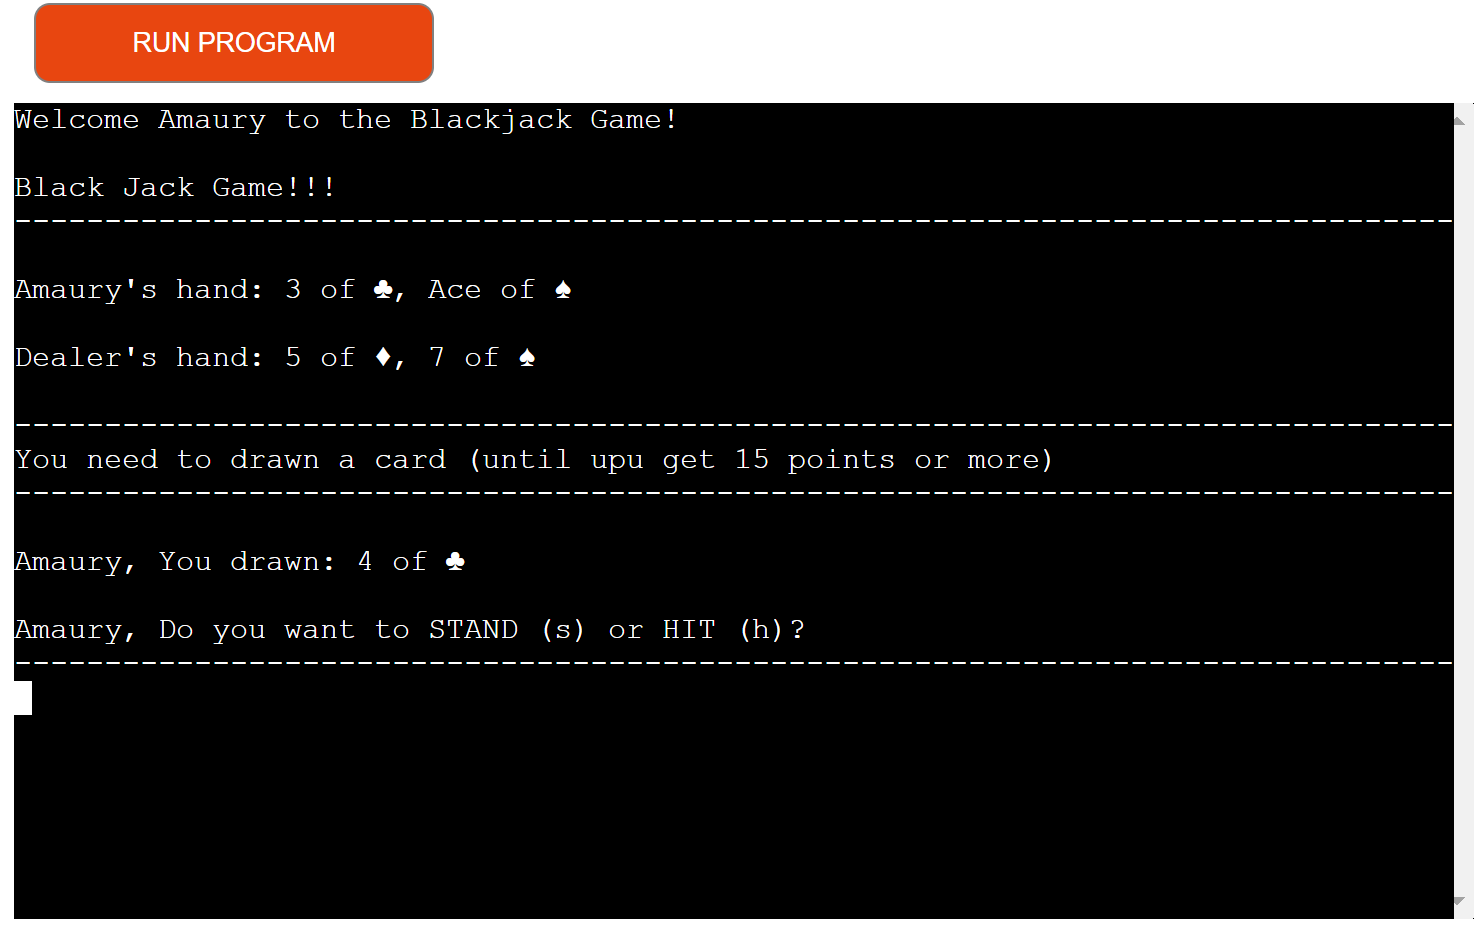 RUN PROGRAM
Welcome Amaury to the Blackjack Game!
Black Jack Game!!!
--------------------------------------------------------------------------------
Amaury's hand: 3 of ♣, Ace of ♠
Dealer's hand: 5 of ♦, 7 of ♠
--------------------------------------------------------------------------------
You need to drawn a card (until upu get 15 points or more)
--------------------------------------------------------------------------------
Amaury, You drawn: 4 of ♣
Amaury, Do you want to STAND (s) or HIT (h)?
--------------------------------------------------------------------------------